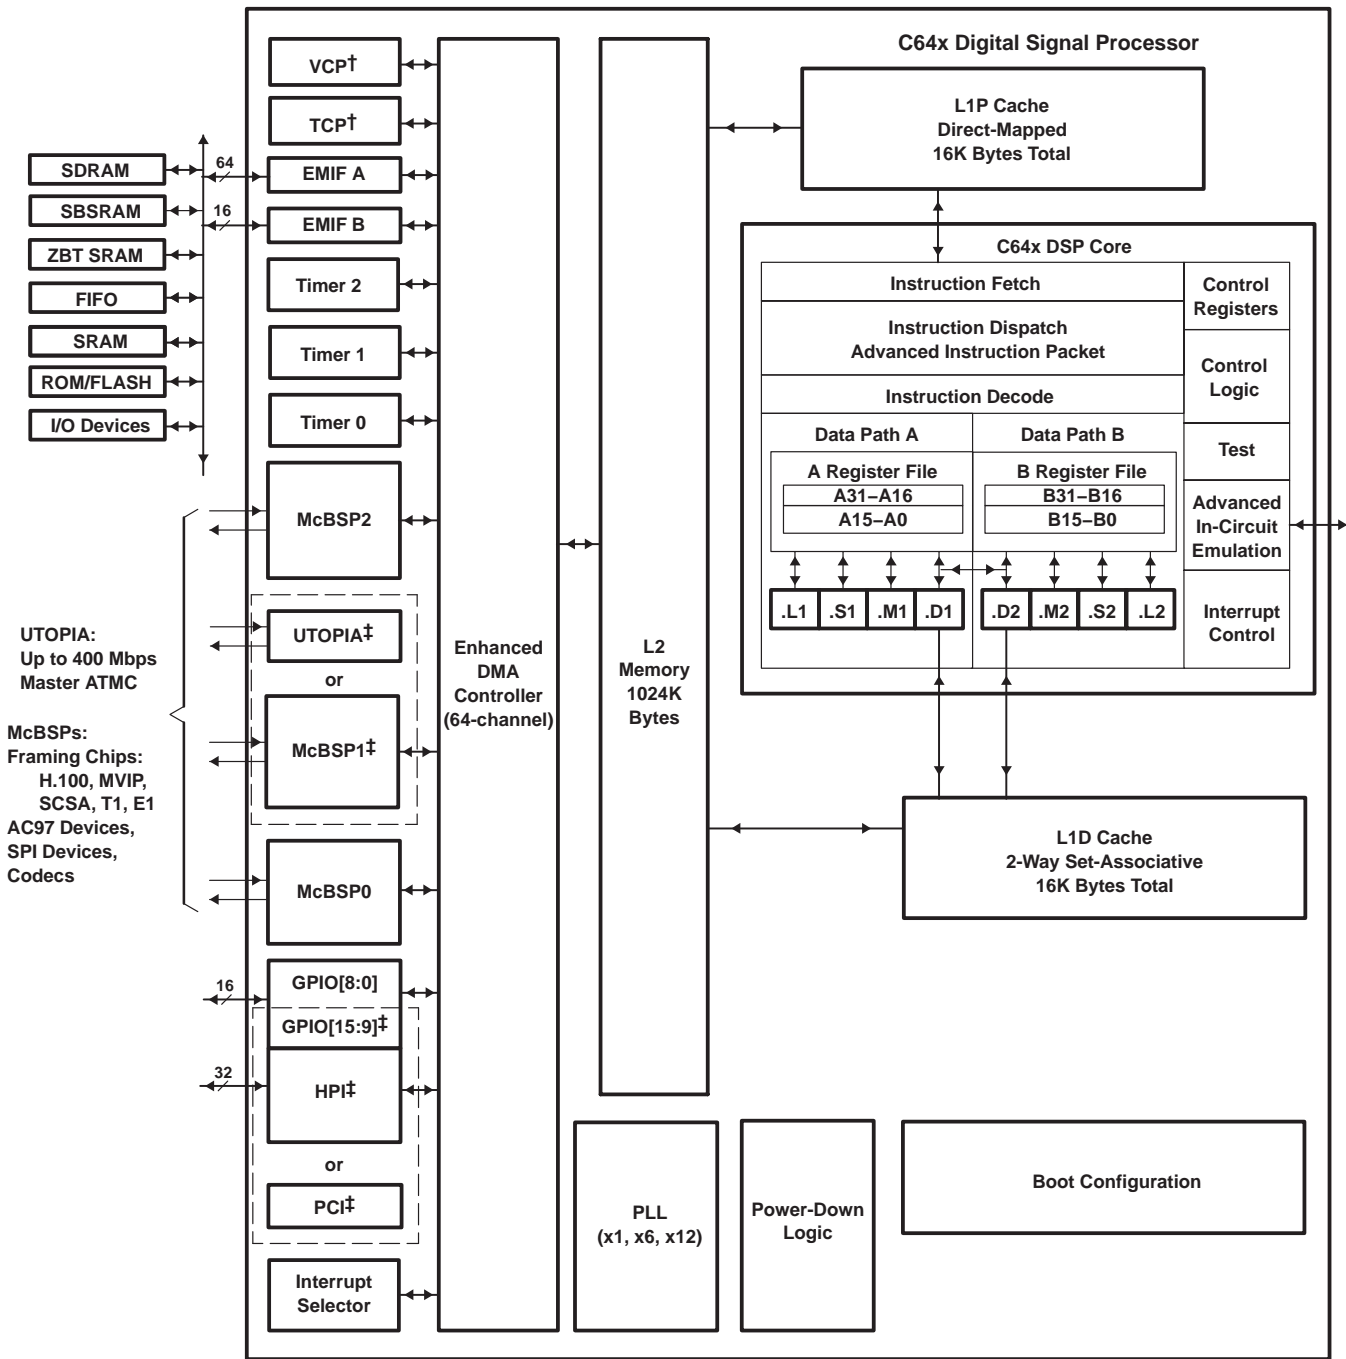 C64x Digital Signal Processor
VCP†
TCP†
EMIF A
EMIF B
Timer 2
Timer 1
Timer 0
McBSP2
UTOPIA‡
or
McBSP1‡
McBSP0
GPIO[8:0]
GPIO[15:9]‡
HPI‡
or
PCI‡
Interrupt
Selector
64
16
16
32
SDRAM
SBSRAM
ZBT SRAM
FIFO
SRAM
ROM/FLASH
I/O Devices
UTOPIA:
Up to 400 Mbps
Master ATMC
McBSPs:
Framing Chips:
H.100, MVIP,
SCSA, T1, E1
AC97 Devices,
SPI Devices,
Codecs
Enhanced
DMA
Controller
(64-channel)
L2
Memory
1024K
Bytes
L1P Cache
Direct-Mapped
16K Bytes Total
C64x DSP Core
Instruction Fetch
Instruction Dispatch
Advanced Instruction Packet
Instruction Decode
Data Path A
Data Path B
A Register File
A31–A16
A15–A0
B Register File
B31–B16
B15–B0
.L1
.S1
.M1
.D1
.D2
.M2
.S2
.L2
Control
Registers
Control
Logic
Test
Advanced
In-Circuit
Emulation
Interrupt
Control
L1D Cache
2-Way Set-Associative
16K Bytes Total
PLL
(x1, x6, x12)
Power-Down
Logic
Boot Configuration